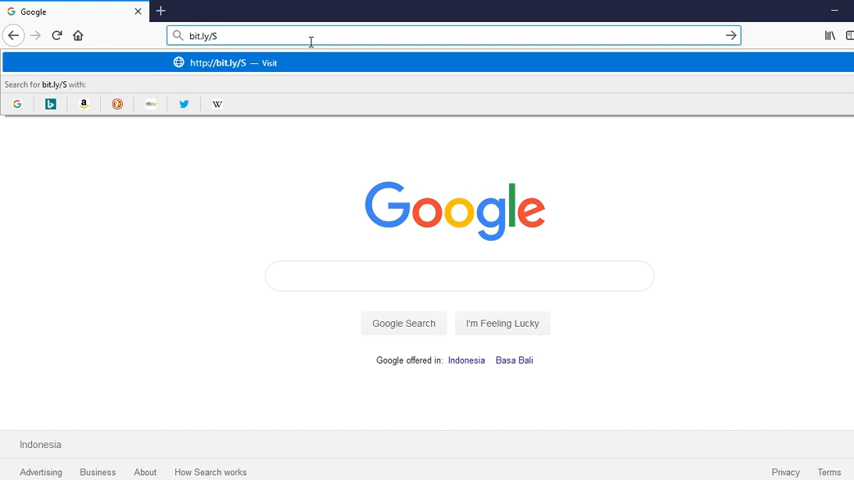 Google
bit.ly/S
http://bit.ly/S — Visit
Search for bit.ly/S with:
Google
Google Search
I'm Feeling Lucky
Google offered in: Indonesia Basa Bali
Indonesia
Advertising Business About How Search works Privacy Terms